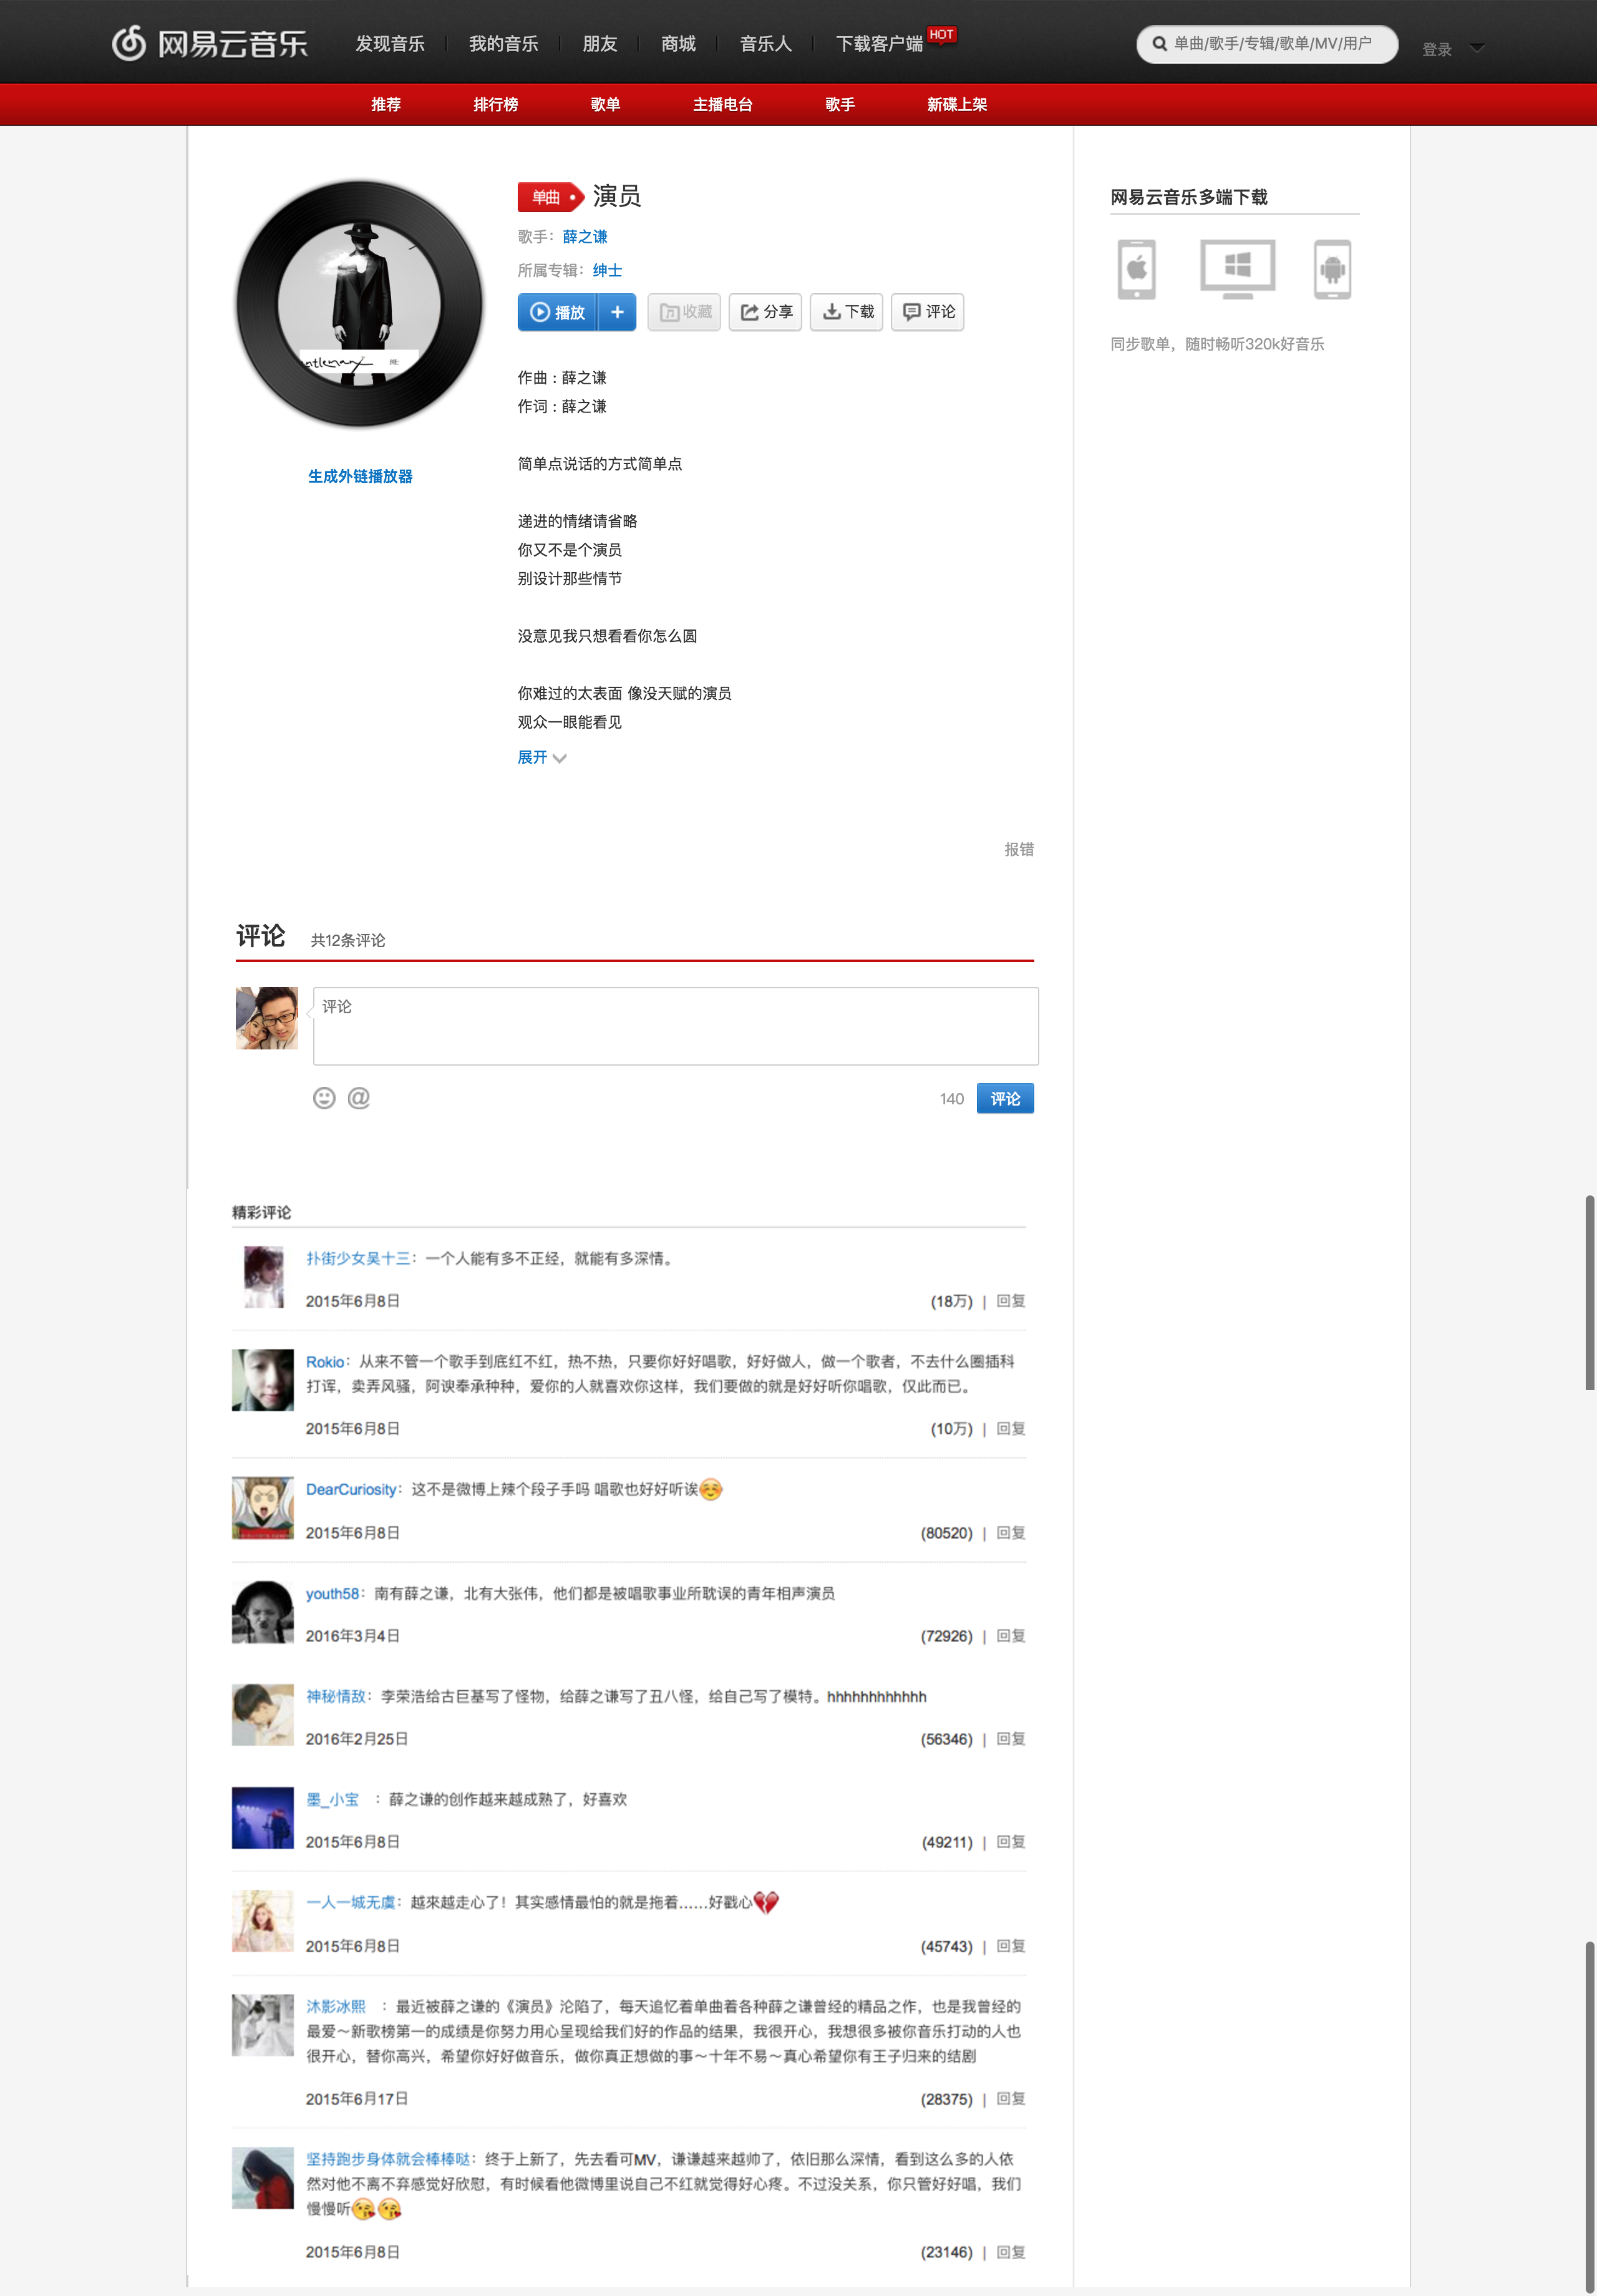 网易云音乐
发现音乐
我的音乐
朋友
商城
音乐人
下载客户端
HOT
单曲/歌手/专辑/歌单/MV/用户
登录
推荐
排行榜
歌单
主播电台
歌手
新碟上架
单曲
演员
歌手：薛之谦
所属专辑：绅士
播放
+
收藏
分享
下载
评论
作曲 : 薛之谦
作词 : 薛之谦
简单点说话的方式简单点
递进的情绪请省略
你又不是个演员
别设计那些情节
没意见我只想看看你怎么圆
你难过的太表面 像没天赋的演员
观众一眼能看见
展开
生成外链播放器
报错
网易云音乐多端下载
同步歌单，随时畅听320k好音乐
评论 共12条评论
评论
@
140
评论
精彩评论
扑街少女吴十三：一个人能有多不正经，就能有多深情。
2015年6月8日 (18万) | 回复
Rokio：从来不管一个歌手到底红不红，热不热，只要你好好唱歌，好好做人，做一个歌者，不去什么圈插科
打诨，卖弄风骚，阿谀奉承种种，爱你的人就喜欢你这样，我们要做的就是好好听你唱歌，仅此而已。
2015年6月8日 (10万) | 回复
DearCuriosity：这不是微博上辣个段子手吗 唱歌也好好听诶☺️
2015年6月8日 (80520) | 回复
youth58：南有薛之谦，北有大张伟，他们都是被唱歌事业所耽误的青年相声演员
2016年3月4日 (72926) | 回复
神秘情敌：李荣浩给古巨基写了怪物，给薛之谦写了丑八怪，给自己写了模特。hhhhhhhhhhhh
2016年2月25日 (56346) | 回复
墨_小宝 ：薛之谦的创作越来越成熟了，好喜欢
2015年6月8日 (49211) | 回复
一人一城无虞：越來越走心了！其实感情最怕的就是拖着……好戳心💔
2015年6月8日 (45743) | 回复
沐影冰熙 ：最近被薛之谦的《演员》沦陷了，每天追忆着单曲着各种薛之谦曾经的精品之作，也是我曾经的
最爱～新歌榜第一的成绩是你努力用心呈现给我们好的作品的结果，我很开心，我想很多被你音乐打动的人也
很开心，替你高兴，希望你好好做音乐，做你真正想做的事～十年不易～真心希望你有王子归来的结剧
2015年6月17日 (28375) | 回复
坚持跑步身体就会棒棒哒：终于上新了，先去看可MV，谦谦越来越帅了，依旧那么深情，看到这么多的人依
然对他不离不弃感觉好欣慰，有时候看他微博里说自己不红就觉得好心疼。不过没关系，你只管好好唱，我们
慢慢听😘😘
2015年6月8日 (23146) | 回复